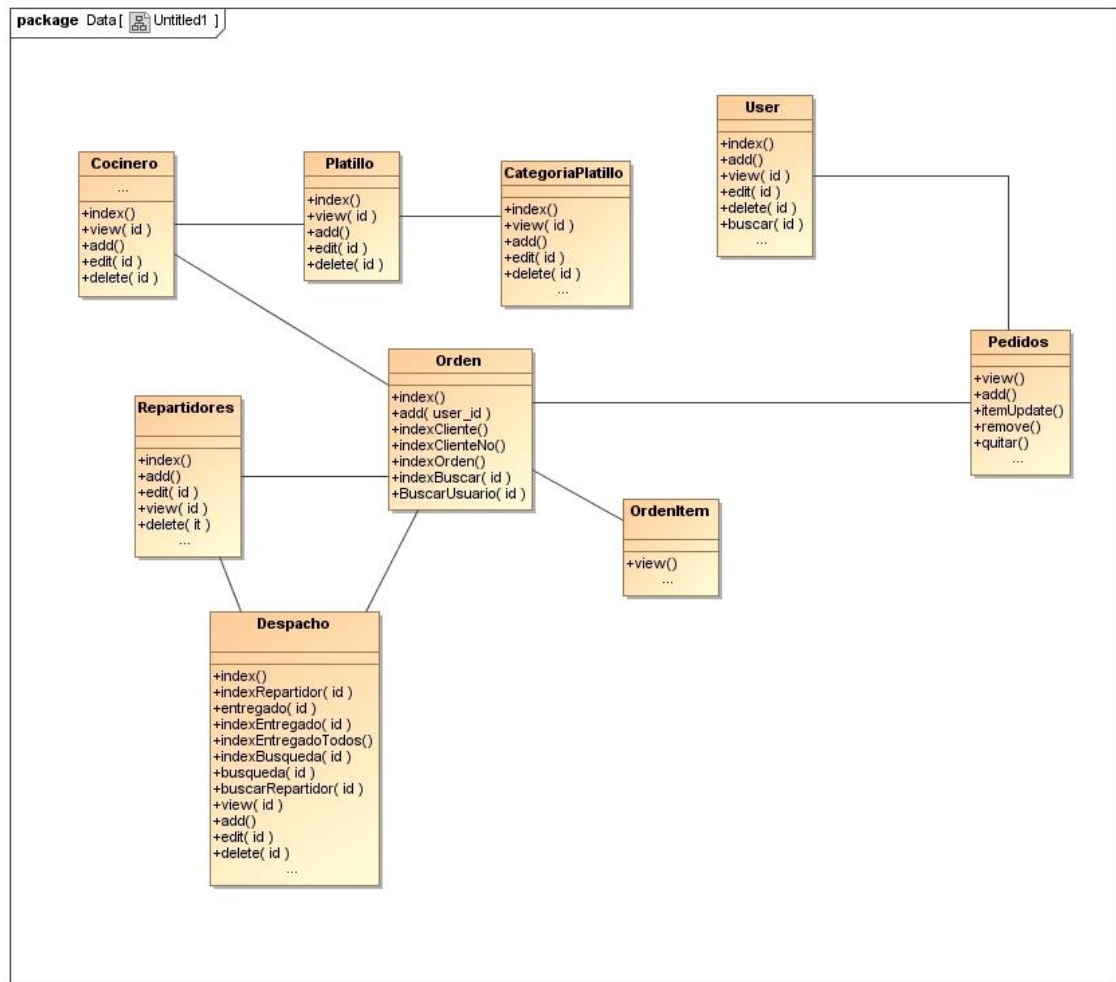 package Data [ Untitled1 ]
User
+index()
+add()
+view( id )
+edit( id )
+delete( id )
+buscar( id )
...
Cocinero
...
+index()
+view( id )
+add()
+edit( id )
+delete( id )
Platillo
+index()
+view( id )
+add()
+edit( id )
+delete( id )
CategoriaPlatillo
+index()
+view( id )
+add()
+edit( id )
+delete( id )
...
Pedidos
+view()
+add()
+itemUpdate()
+remove()
+quitar()
...
Orden
+index()
+add( user_id )
+indexCliente()
+indexClienteNo()
+indexOrden()
+indexBuscar( id )
+BuscarUsuario( id )
Repartidores
+index()
+add()
+edit( id )
+view( id )
+delete( it )
...
OrdenItem
+view()
...
Despacho
+index()
+indexRepartidor( id )
+entregado( id )
+indexEntregado( id )
+indexEntregadoTodos()
+indexBusqueda( id )
+busqueda( id )
+buscarRepartidor( id )
+view( id )
+add()
+edit( id )
+delete( id )
...